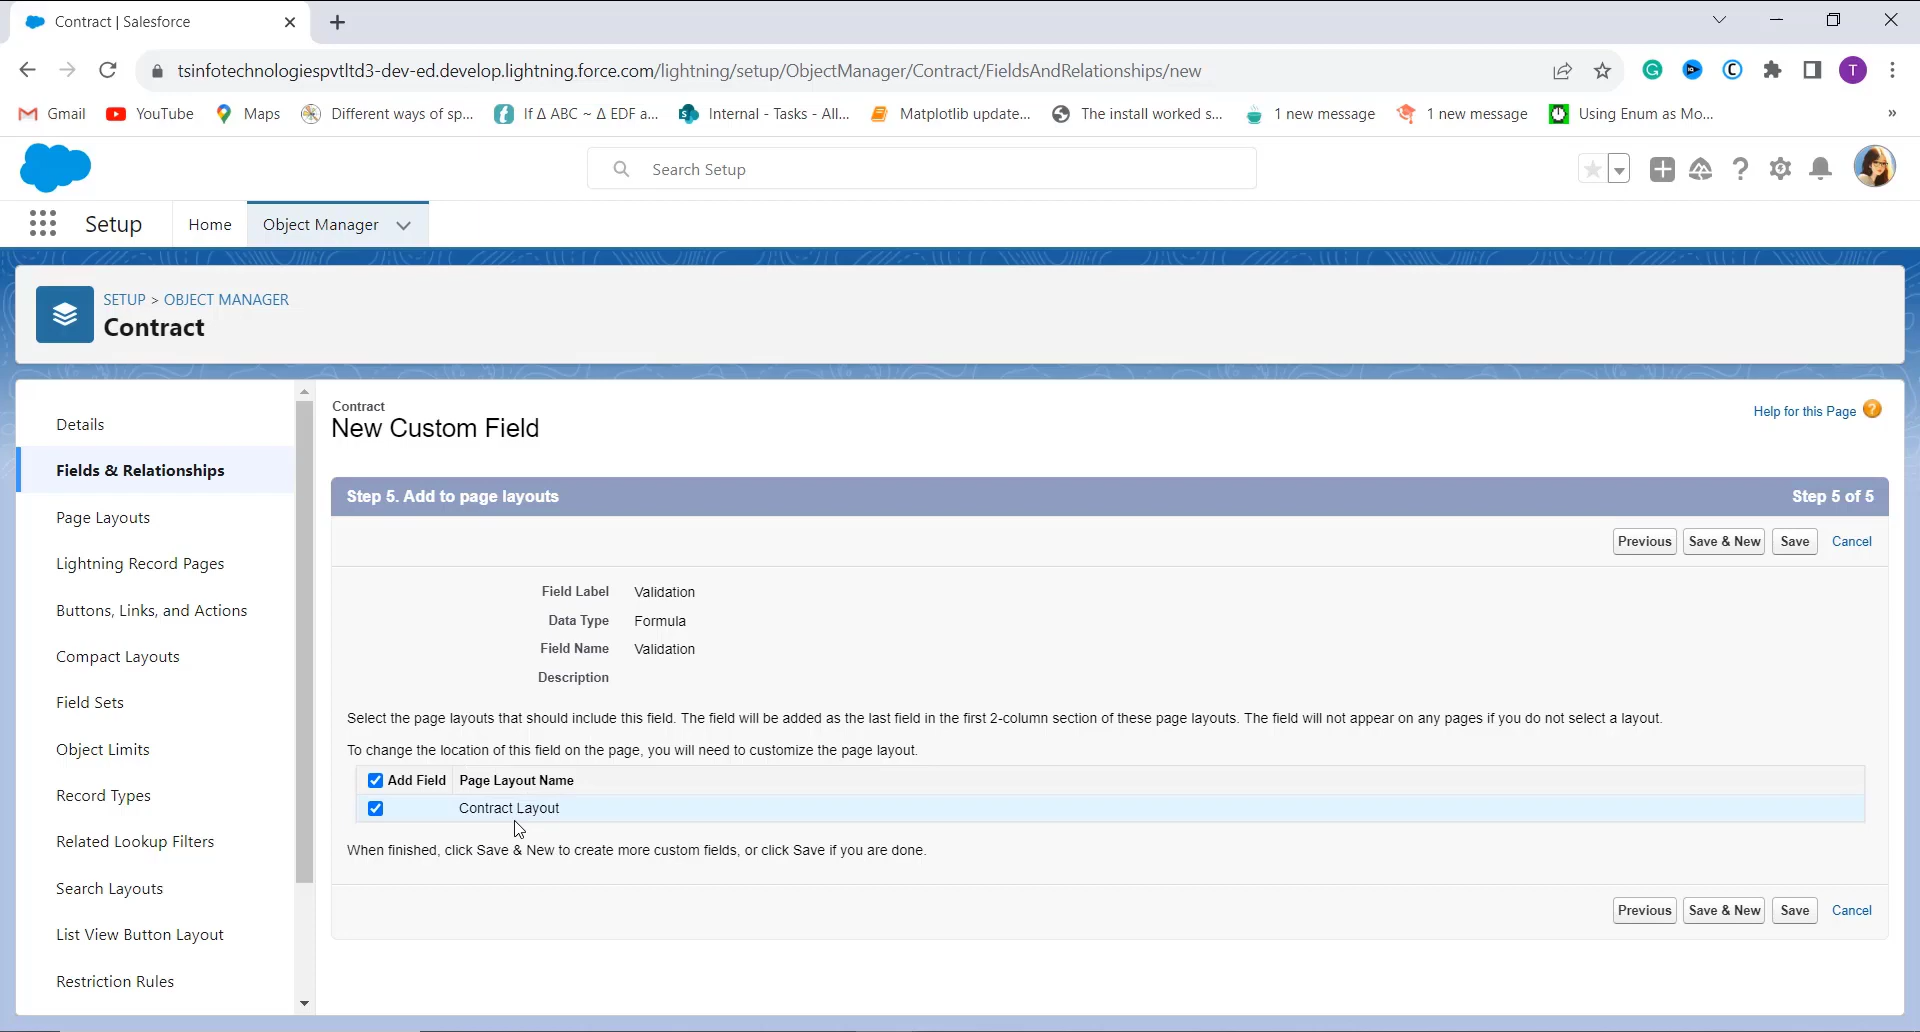 Contract | Salesforce
tsinfotechnologiespvtltd3-dev-ed.develop.lightning.force.com/lightning/setup/ObjectManager/Contract/FieldsAndRelationships/new
T
Gmail YouTube Maps Different ways of sp... If Δ ABC ~ Δ EDF a... Internal - Tasks - All... Matplotlib update... The install worked s... 1 new message 1 new message Using Enum as Mo... »
Search Setup
Setup Home Object Manager
SETUP > OBJECT MANAGER
Contract
Details
Fields & Relationships
Page Layouts
Lightning Record Pages
Buttons, Links, and Actions
Compact Layouts
Field Sets
Object Limits
Record Types
Related Lookup Filters
Search Layouts
List View Button Layout
Restriction Rules
Contract
New Custom Field
Help for this Page ?
Step 5. Add to page layouts Step 5 of 5
Previous Save & New Save Cancel
Field Label Validation
Data Type Formula
Field Name Validation
Description
Select the page layouts that should include this field. The field will be added as the last field in the first 2-column section of these page layouts. The field will not appear on any pages if you do not select a layout.
To change the location of this field on the page, you will need to customize the page layout.
Add Field Page Layout Name
Contract Layout
When finished, click Save & New to create more custom fields, or click Save if you are done.
Previous Save & New Save Cancel